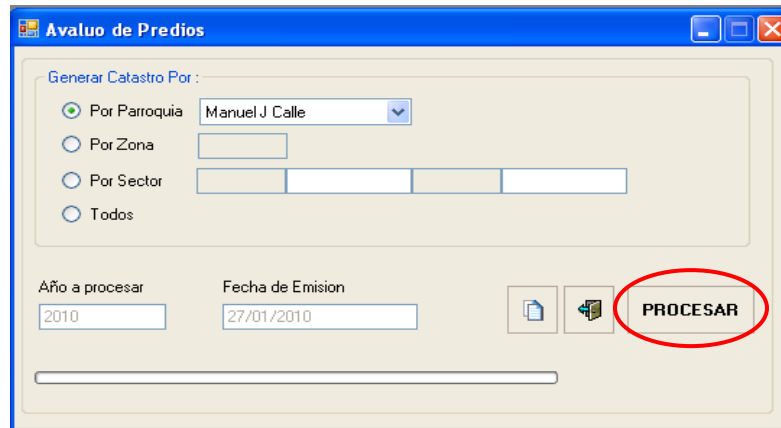 Avaluo de Predios
Generar Catastro Por :
Por Parroquia Manuel J Calle
Por Zona
Por Sector
Todos
Año a procesar Fecha de Emision
2010 27/01/2010 PROCESAR